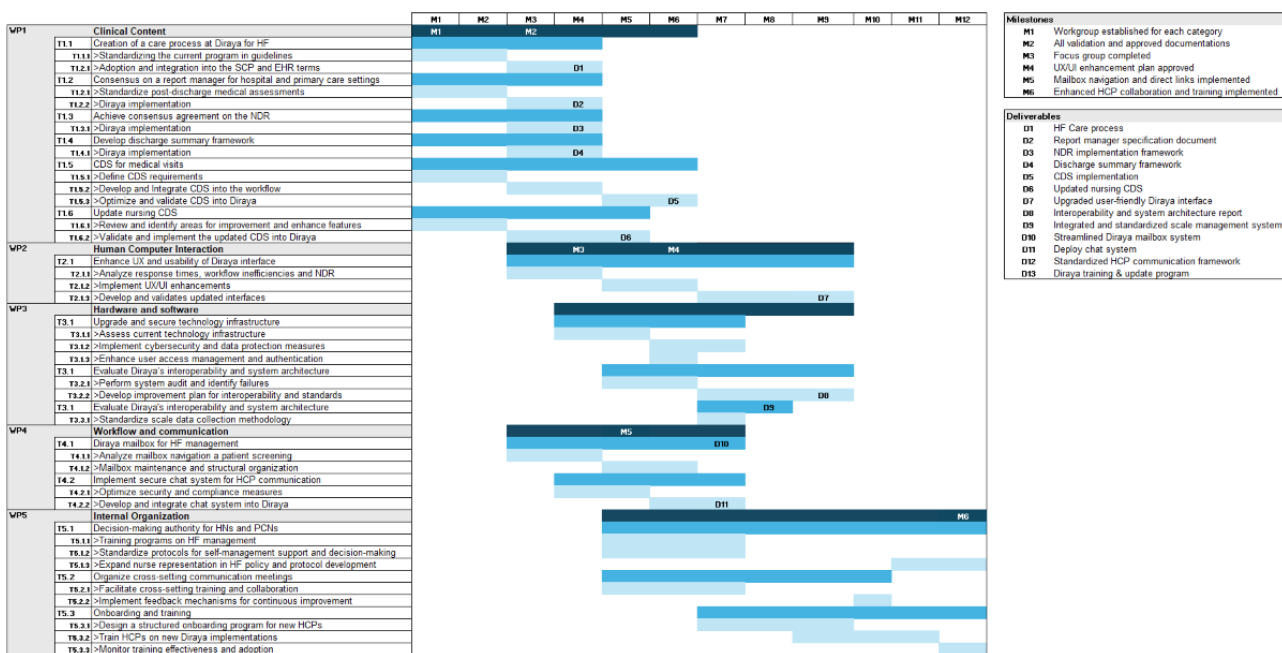 M1 M2 M3 M4 M5 M6 M7 M8 M9 M10 M11 M12
WP1 Clinical Content M1 M2
T1.1 Creation of a care process at Diraya for HF
T1.1.1 >Standardizing the current program in guidelines
T1.2.1 >Adoption and integration into the SCP and EHR terms D1
T1.2 Consensus on a report manager for hospital and primary care settings
T1.2.1 >Standardize post-discharge medical assessments
T1.2.2 >Diraya implementation D2
T1.3 Achieve consensus agreement on the NDR
T1.3.1 >Diraya implementation D3
T1.4 Develop discharge summary framework
T1.4.1 >Diraya implementation D4
T1.5 CDS for medical visits
T1.5.1 >Define CDS requirements
T1.5.2 >Develop and Integrate CDS into the workflow
T1.5.3 >Optimize and validate CDS into Diraya D5
T1.6 Update nursing CDS
T1.6.1 >Review and identify areas for improvement and enhance features
T1.6.2 >Validate and implement the updated CDS into Diraya D6
WP2 Human Computer Interaction M3 M4
T2.1 Enhance UX and usability of Diraya interface
T2.1.1 >Analyze response times, workflow inefficiencies and NDR
T2.1.2 >Implement UX/UI enhancements
T2.1.3 >Develop and validates updated interfaces D7
WP3 Hardware and software
T3.1 Upgrade and secure technology infrastructure
T3.1.1 >Assess current technology infrastructure
T3.1.2 >Implement cybersecurity and data protection measures
T3.1.3 >Enhance user access management and authentication
T3.1 Evaluate Diraya's interoperability and system architecture
T3.2.1 >Perform system audit and identify failures
T3.2.2 >Develop improvement plan for interoperability and standards D8
T3.1 Evaluate Diraya's interoperability and system architecture D9
T3.3.1 >Standardize scale data collection methodology
WP4 Workflow and communication M5
T4.1 Diraya mailbox for HF management D10
T4.1.1 >Analyze mailbox navigation a patient screening
T4.1.2 >Mailbox maintenance and structural organization
T4.2 Implement secure chat system for HCP communication
T4.2.1 >Optimize security and compliance measures
T4.2.2 >Develop and integrate chat system into Diraya D11
WP5 Internal Organization M6
T5.1 Decision-making authority for HNs and PCNs
T5.1.1 >Training programs on HF management
T5.1.2 >Standardize protocols for self-management support and decision-making
T5.1.3 >Expand nurse representation in HF policy and protocol development
T5.2 Organize cross-setting communication meetings
T5.2.1 >Facilitate cross-setting training and collaboration
T5.2.2 >Implement feedback mechanisms for continuous improvement
T5.3 Onboarding and training
T5.3.1 >Design a structured onboarding program for new HCPs
T5.3.2 >Train HCPs on new Diraya implementations
T5.3.3 >Monitor training effectiveness and adoption
Milestones
M1 Workgroup established for each category
M2 All validation and approved documentations
M3 Focus group completed
M4 UX/UI enhancement plan approved
M5 Mailbox navigation and direct links implemented
M6 Enhanced HCP collaboration and training implemented
Deliverables
D1 HF Care process
D2 Report manager specification document
D3 NDR implementation framework
D4 Discharge summary framework
D5 CDS implementation
D6 Updated nursing CDS
D7 Upgraded user-friendly Diraya interface
D8 Interoperability and system architecture report
D9 Integrated and standardized scale management system
D10 Streamlined Diraya mailbox system
D11 Deploy chat system
D12 Standardized HCP communication framework
D13 Diraya training & update program